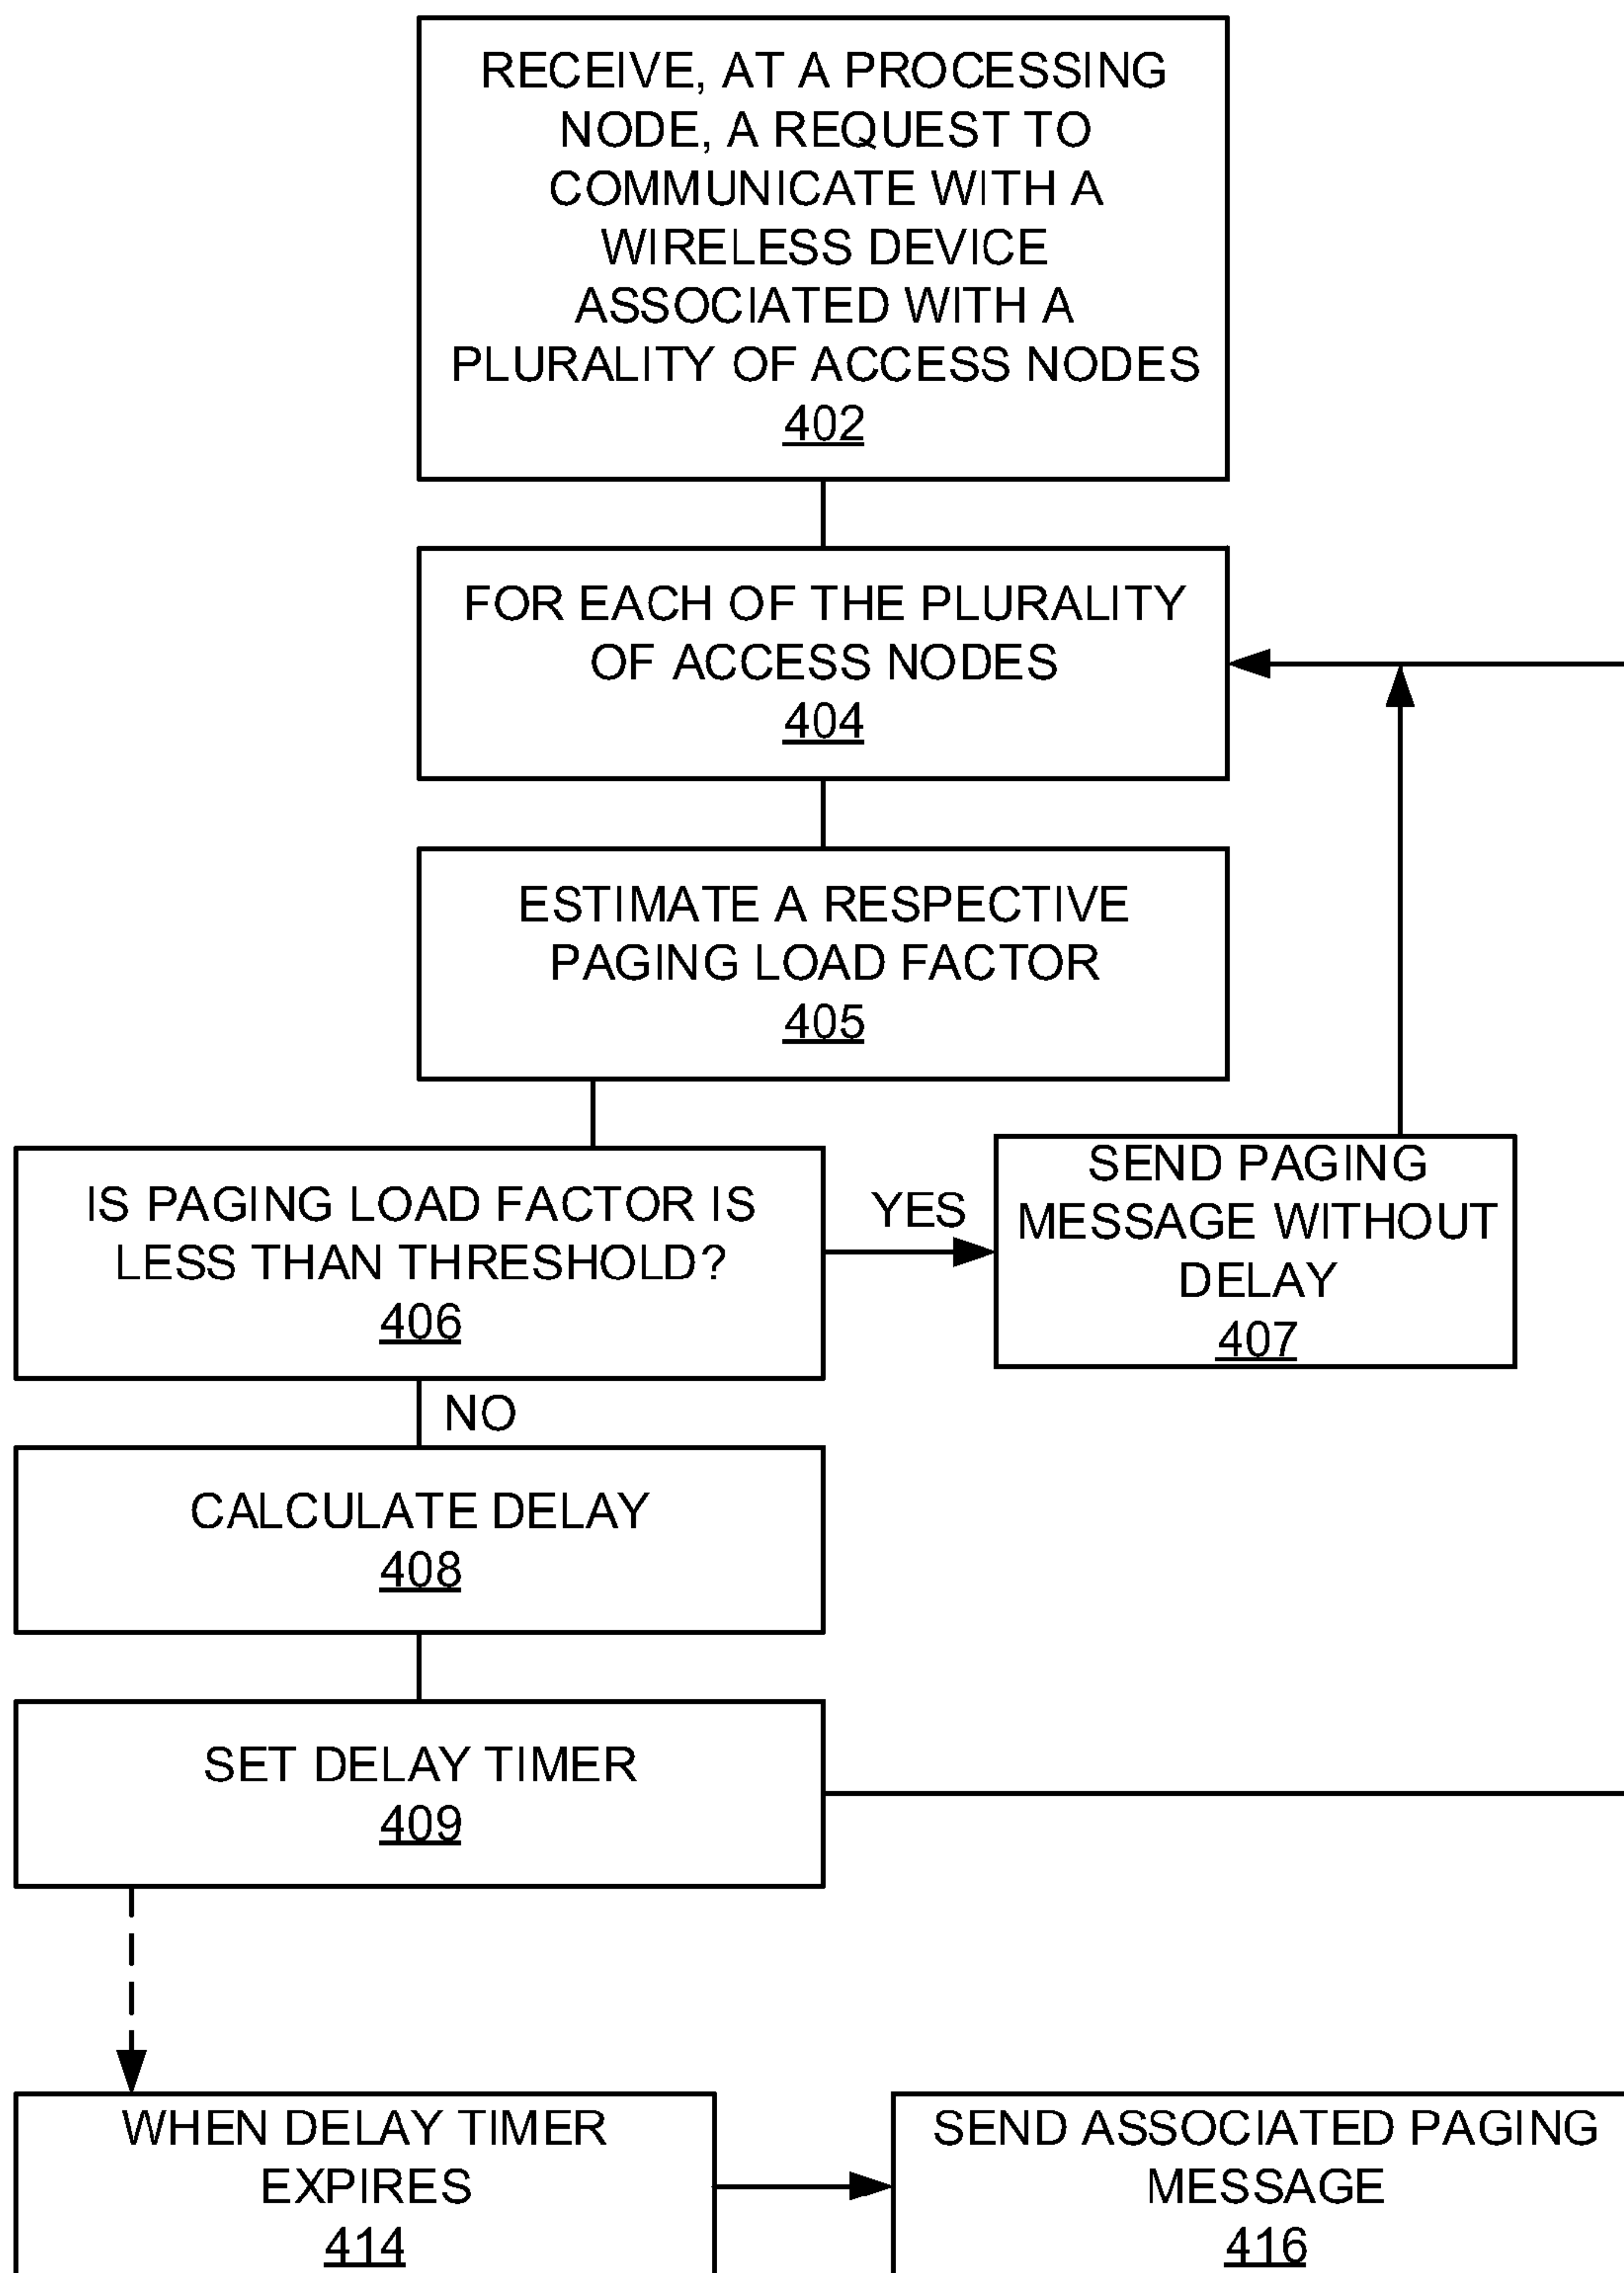 RECEIVE, AT A PROCESSING
NODE, A REQUEST TO
COMMUNICATE WITH A
WIRELESS DEVICE
ASSOCIATED WITH A
PLURALITY OF ACCESS NODES
402
FOR EACH OF THE PLURALITY
OF ACCESS NODES
404
ESTIMATE A RESPECTIVE
PAGING LOAD FACTOR
405
IS PAGING LOAD FACTOR IS
LESS THAN THRESHOLD?
406
YES
SEND PAGING
MESSAGE WITHOUT
DELAY
407
NO
CALCULATE DELAY
408
SET DELAY TIMER
409
WHEN DELAY TIMER
EXPIRES
414
SEND ASSOCIATED PAGING
MESSAGE
416